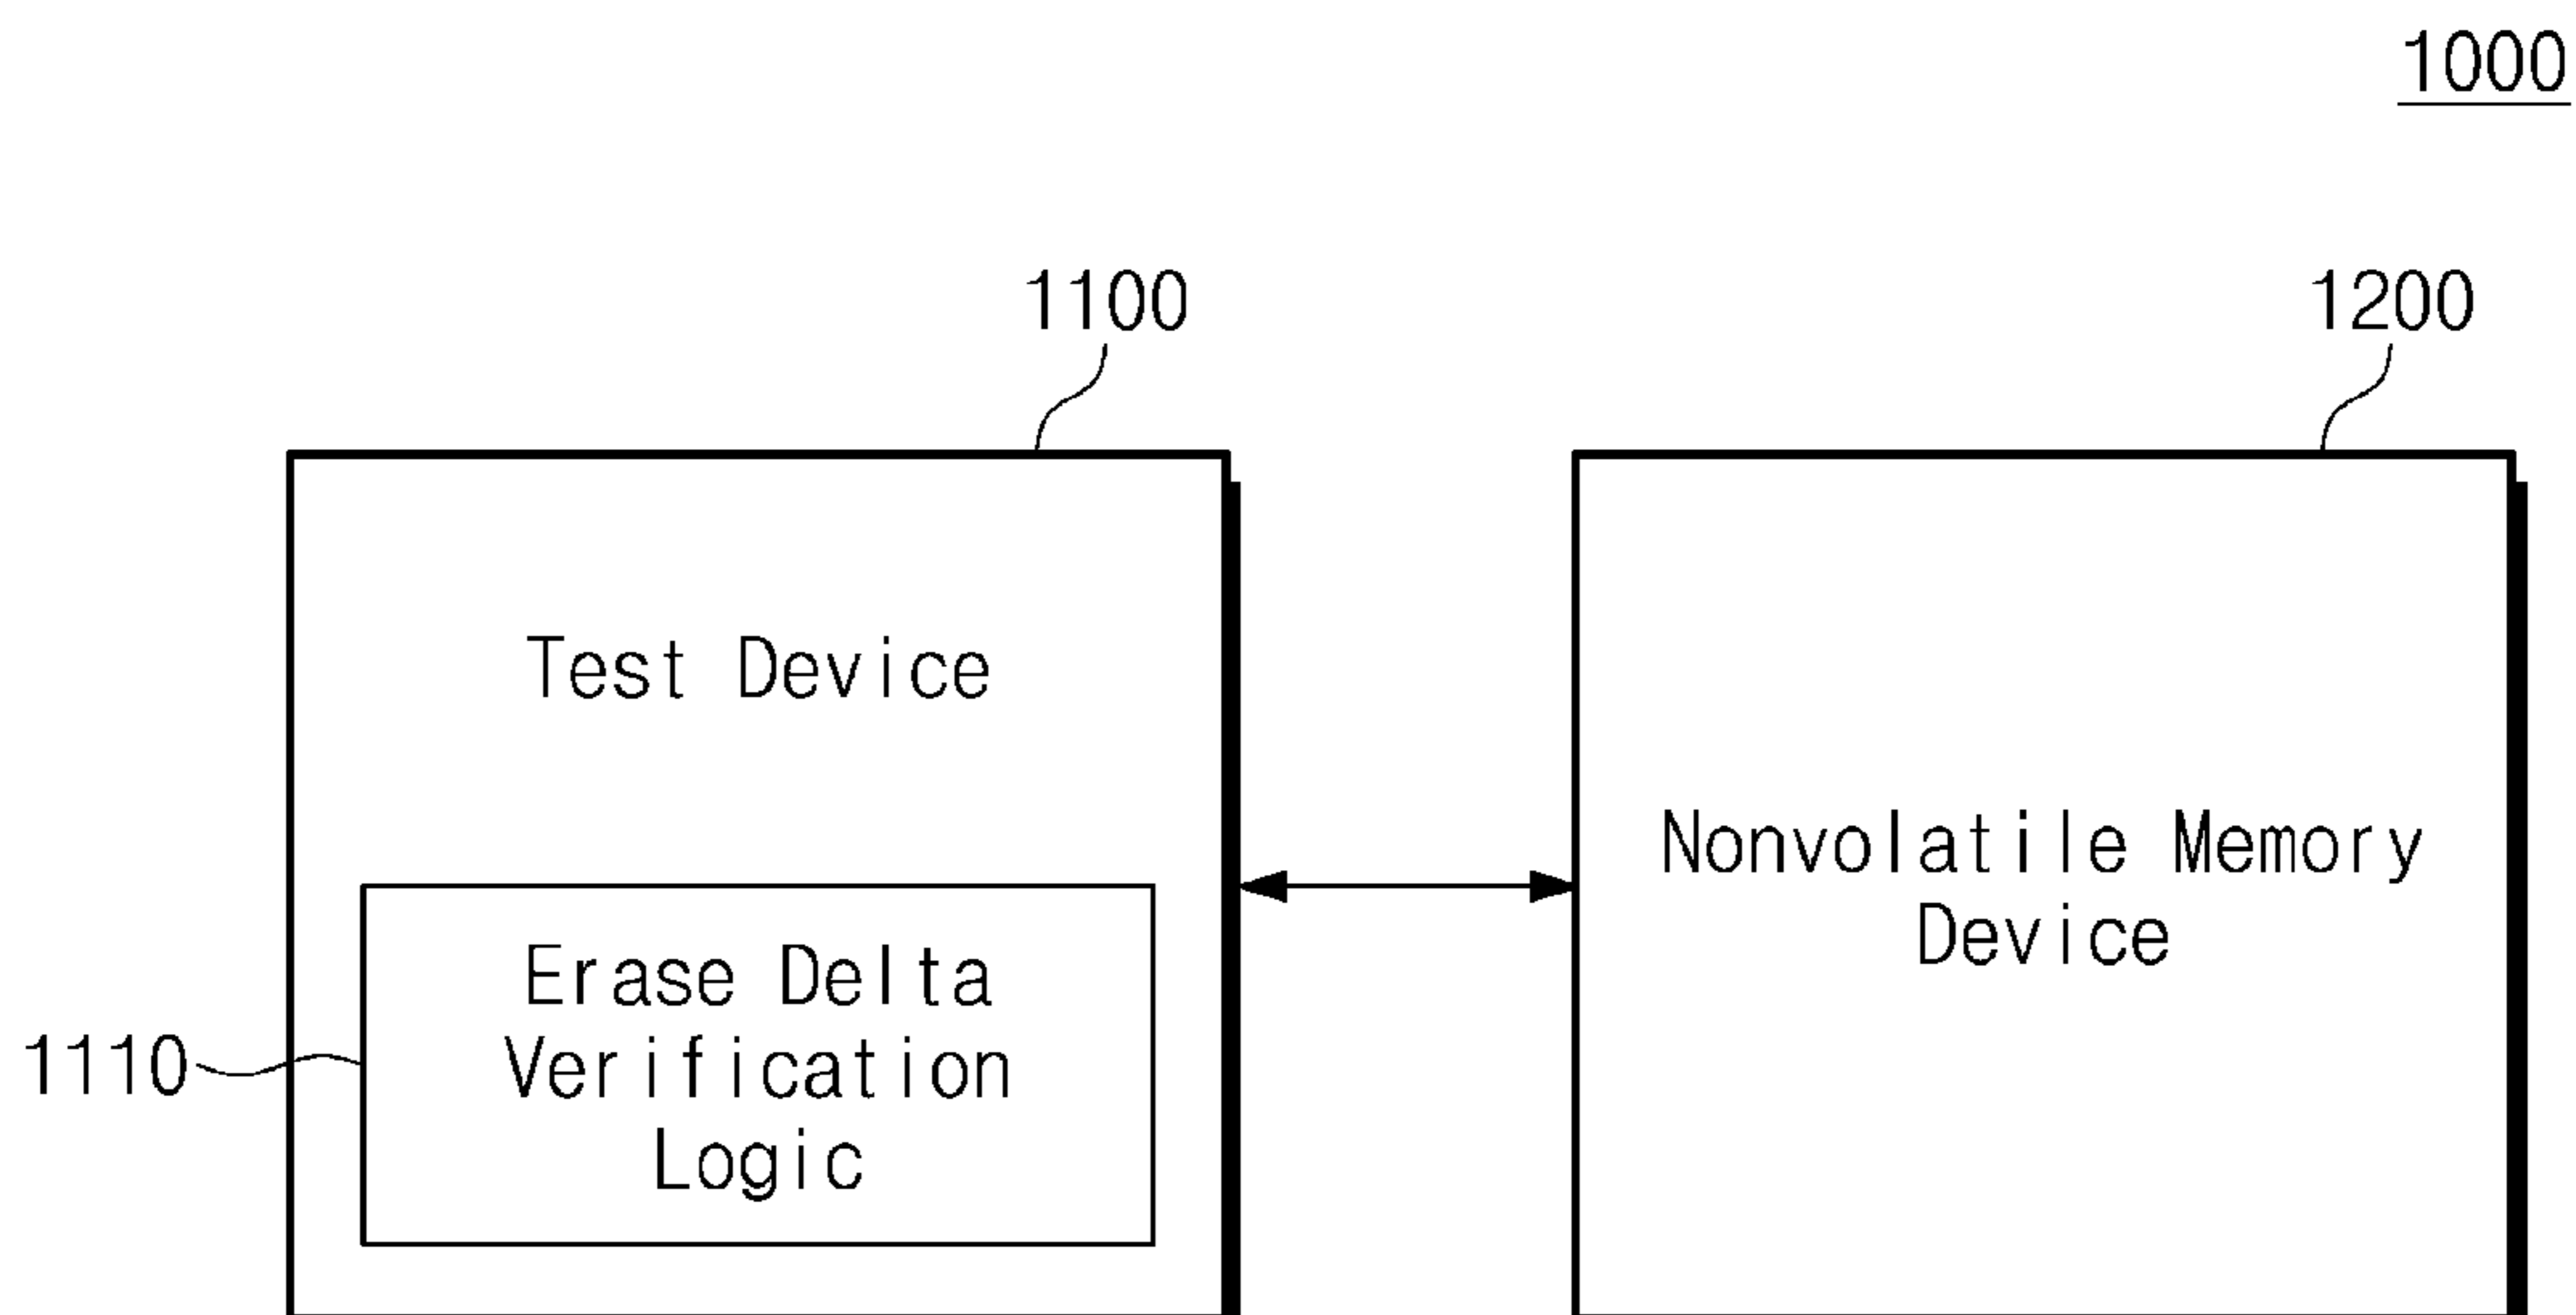 1000
1100
1200
Test Device
Nonvolatile Memory
Device
Erase Delta
Verification
Logic
1110